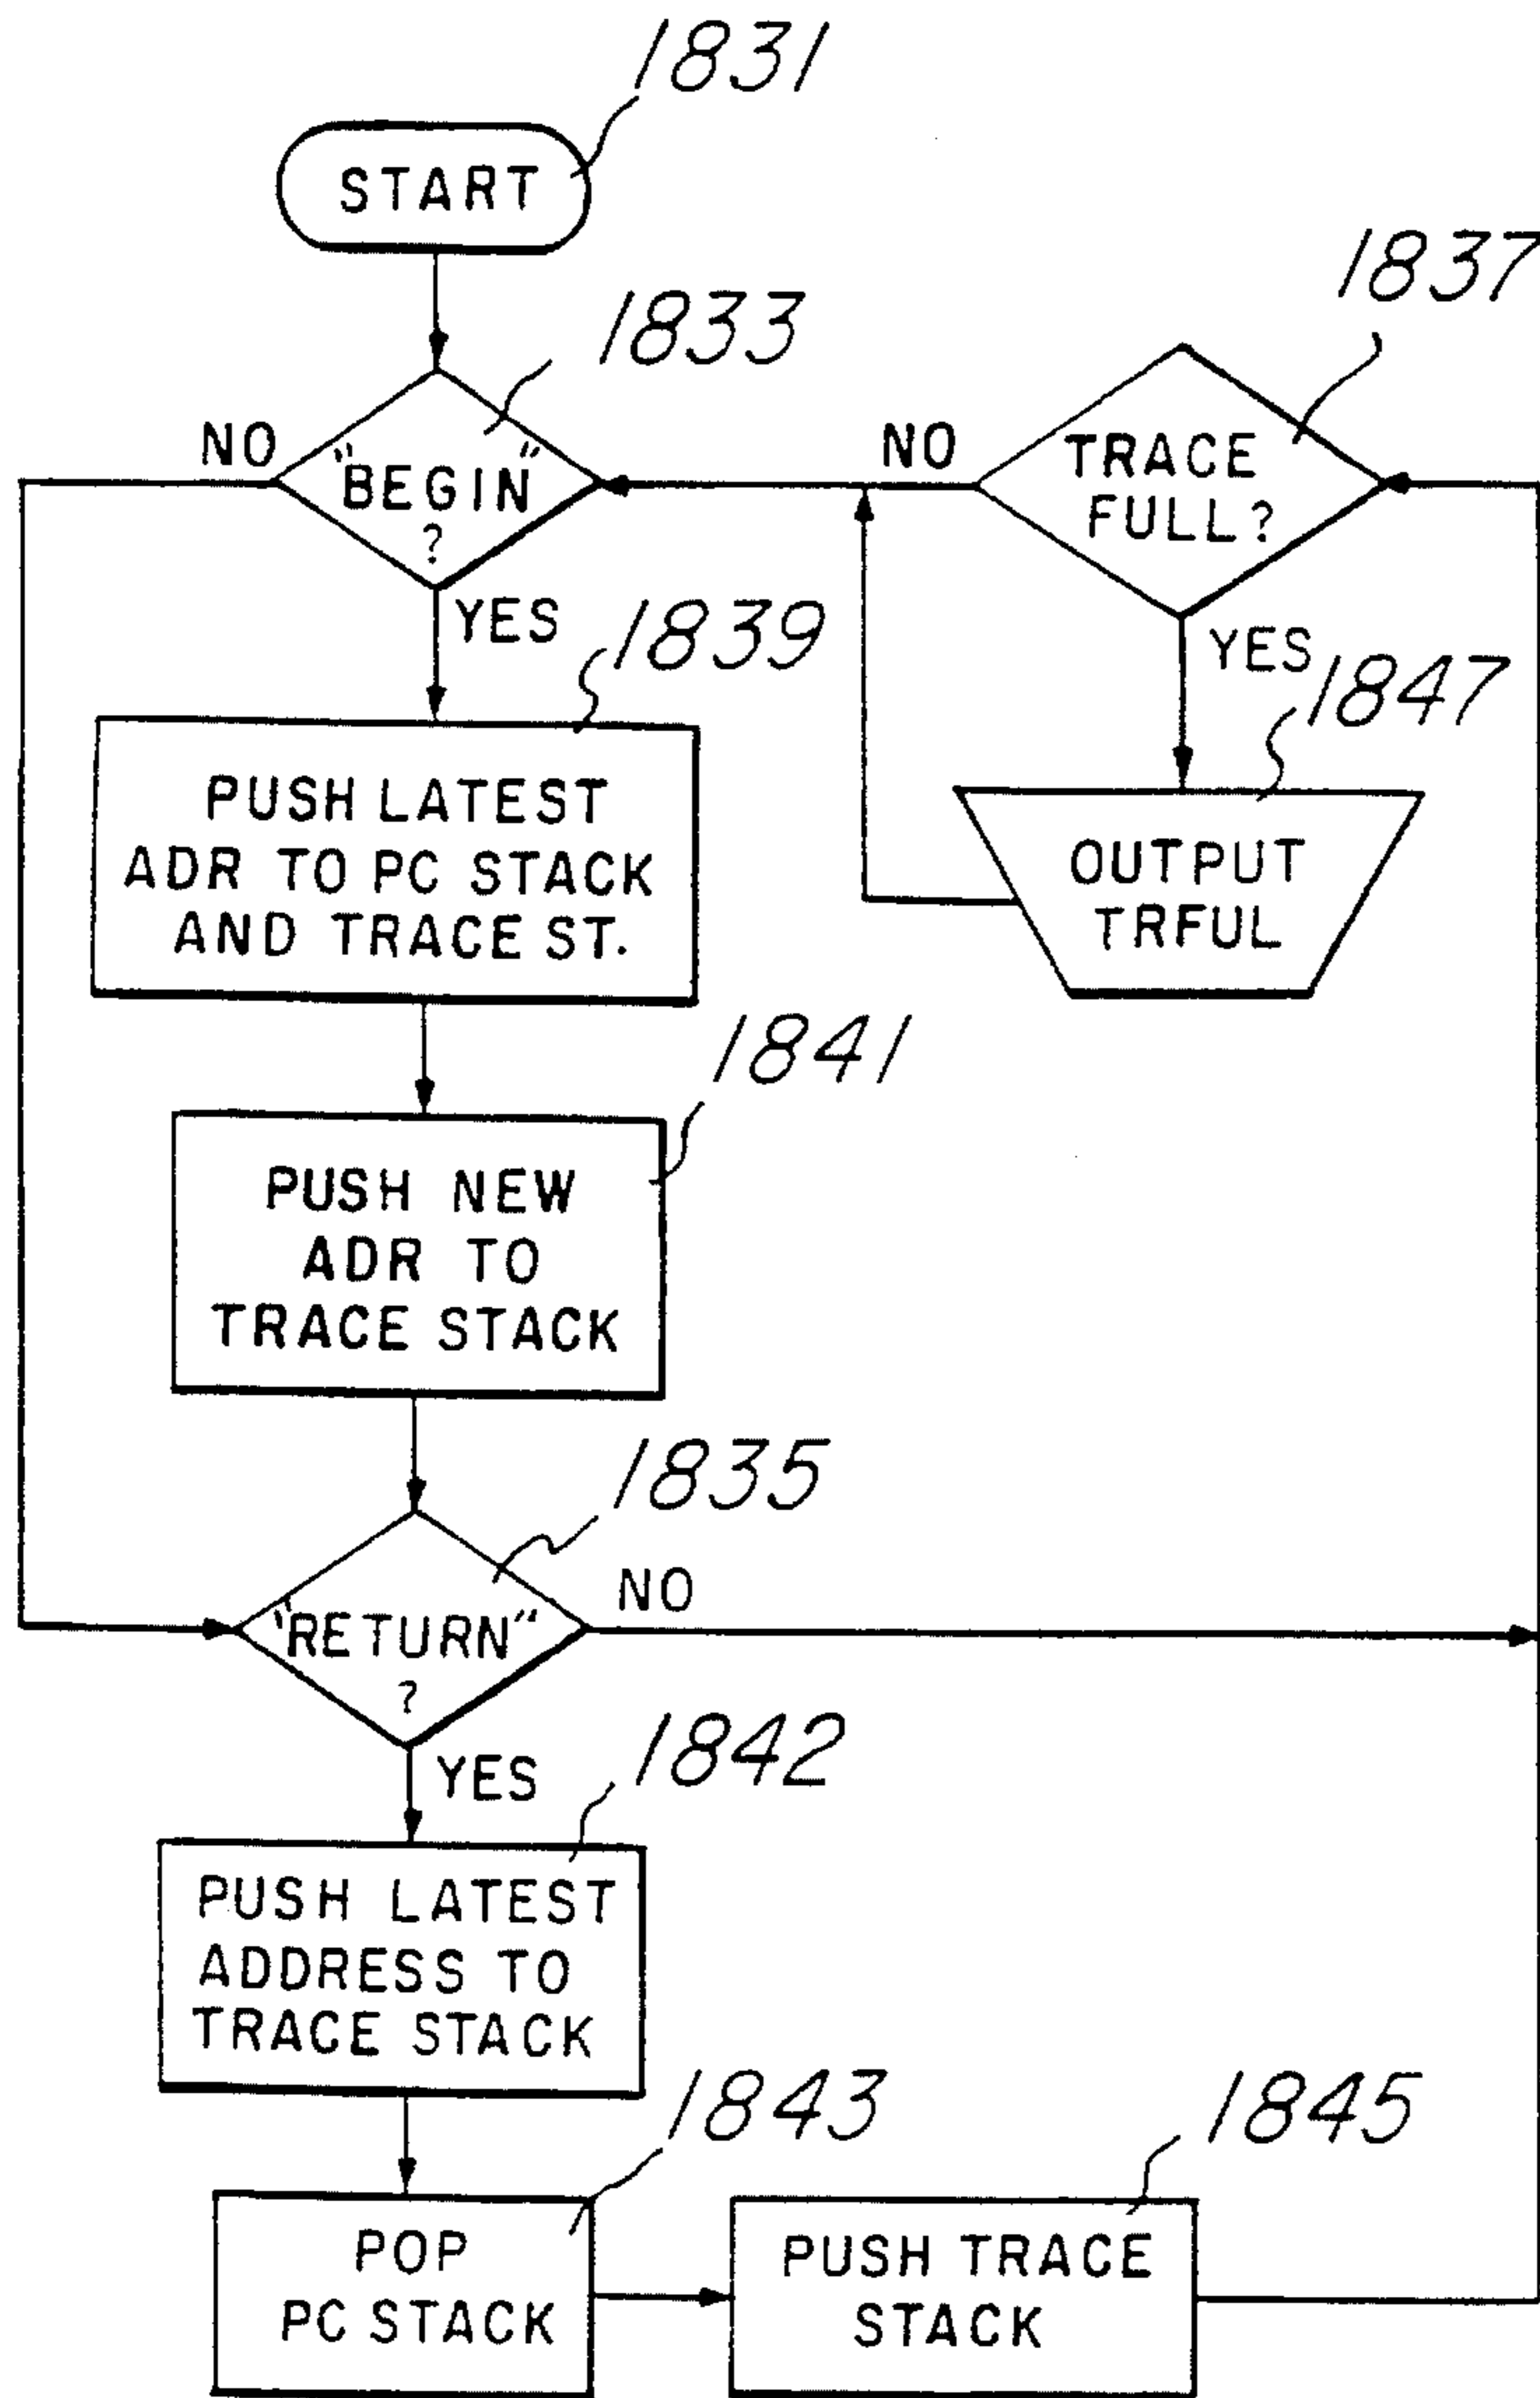 1831
START
1833
1837
NO
"BEGIN"
?
NO
TRACE
FULL?
YES
1839
YES
1847
PUSH LATEST
ADR TO PC STACK
AND TRACE ST.
OUTPUT
TRFUL
1841
PUSH NEW
ADR TO
TRACE STACK
1835
NO
"RETURN"
?
1842
YES
PUSH LATEST
ADDRESS TO
TRACE STACK
1843
1845
POP
PC STACK
PUSH TRACE
STACK